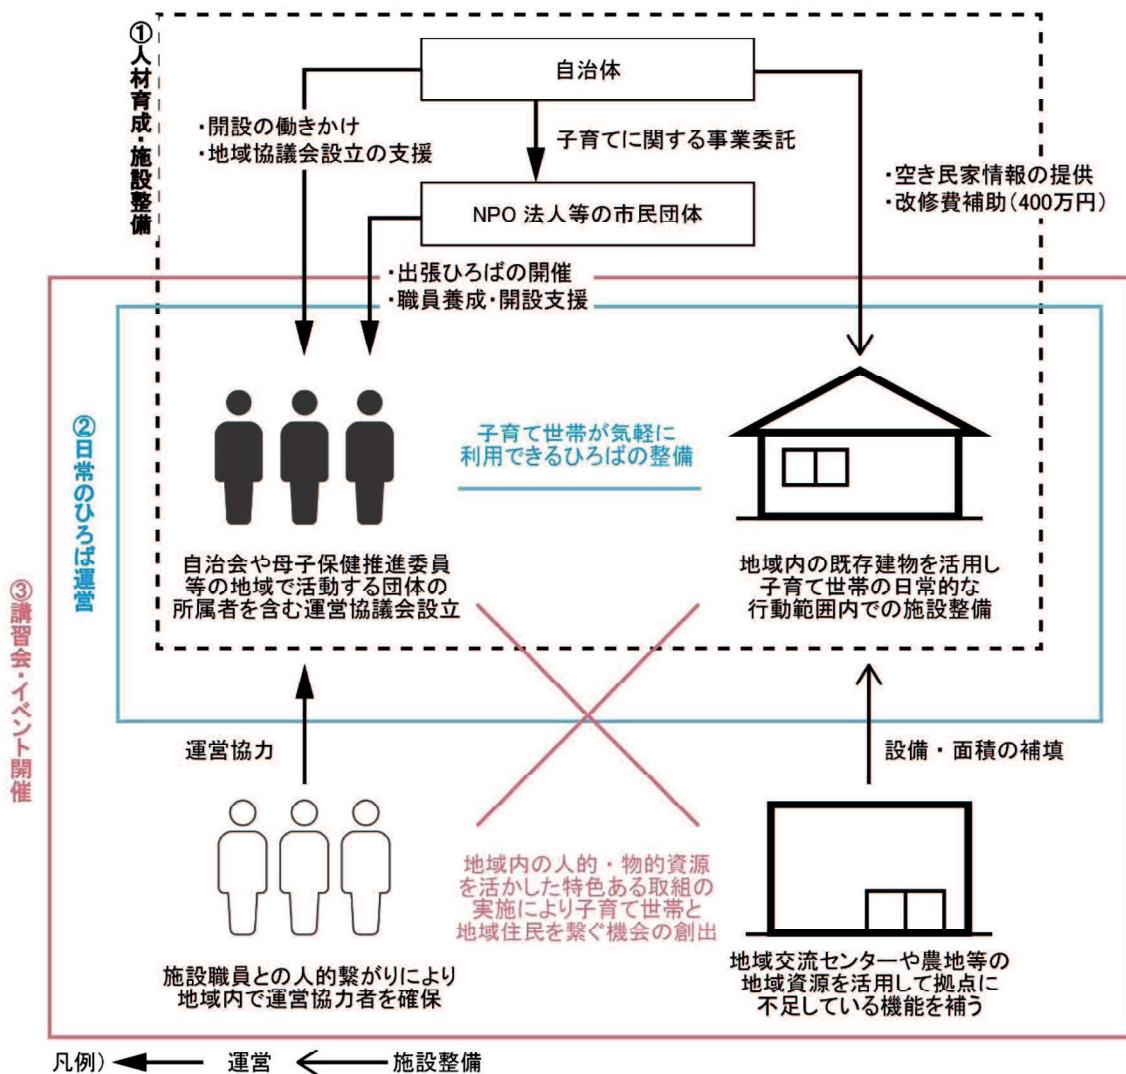 ①人材育成・施設整備
自治体
・開設の働きかけ
・地域協議会設立の支援
子育てに関する事業委託
・空き民家情報の提供
・改修費補助(400万円)
NPO 法人等の市民団体
・出張ひろばの開催
・職員養成・開設支援
②日常のひろば運営
子育て世帯が気軽に
利用できるひろばの整備
自治会や母子保健推進委員
等の地域で活動する団体の
所属者を含む運営協議会設立
地域内の既存建物を活用し
子育て世帯の日常的な
行動範囲内での施設整備
③講習会・イベント開催
運営協力
設備・面積の補填
地域内の人的・物的資源
を活かした特色ある取組の
実施により子育て世帯と
地域住民を繋ぐ機会の創出
施設職員との人的繋がりにより
地域内で運営協力者を確保
地域交流センターや農地等の
地域資源を活用して拠点に
不足している機能を補う
凡例) 運営 施設整備